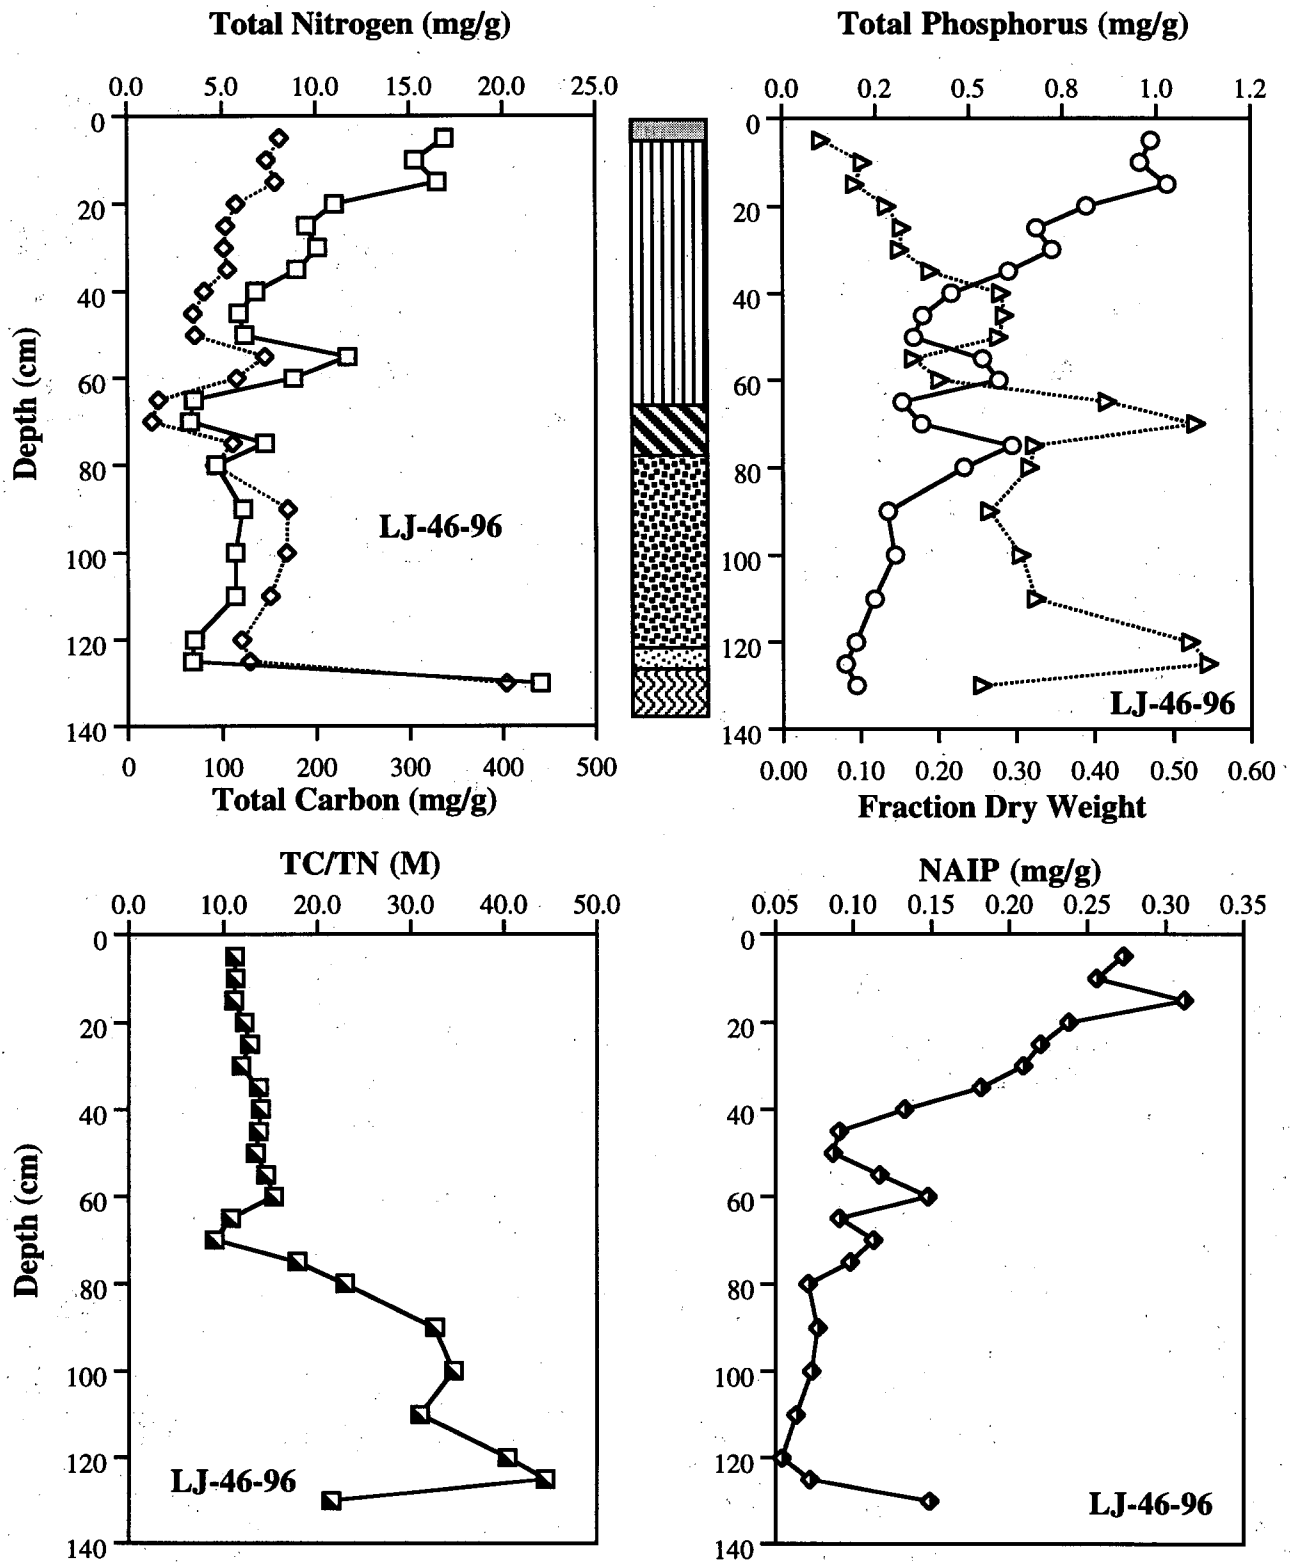 Total Nitrogen (mg/g)
0.0 5.0 10.0 15.0 20.0 25.0
0
20
40
60
80
100
120
140
Depth (cm)
LJ-46-96
0 100 200 300 400 500
Total Carbon (mg/g)
Total Phosphorus (mg/g)
0.0 0.2 0.5 0.8 1.0 1.2
0
20
40
60
80
100
120
140
LJ-46-96
0.00 0.10 0.20 0.30 0.40 0.50 0.60
Fraction Dry Weight
TC/TN (M)
0.0 10.0 20.0 30.0 40.0 50.0
0
20
40
60
80
100
120
140
Depth (cm)
LJ-46-96
NAIP (mg/g)
0.05 0.10 0.15 0.20 0.25 0.30 0.35
0
20
40
60
80
100
120
140
LJ-46-96